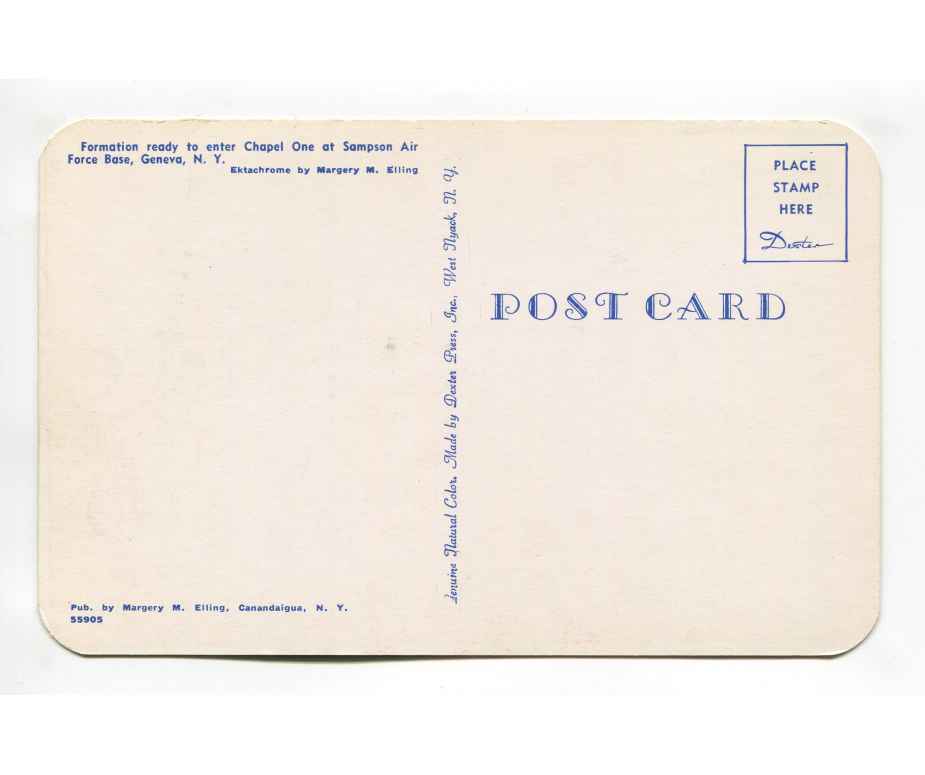 Formation ready to enter Chapel One at Sampson Air
Force Base, Geneva, N. Y.
Ektachrome by Margery M. Elling
Pub. by Margery M. Elling, Canandaigua, N. Y.
55905
Genuine Natural Color. Made by Dexter Press, Inc., West Nyack, N. Y.
PLACE
STAMP
HERE
Dexter
POST CARD